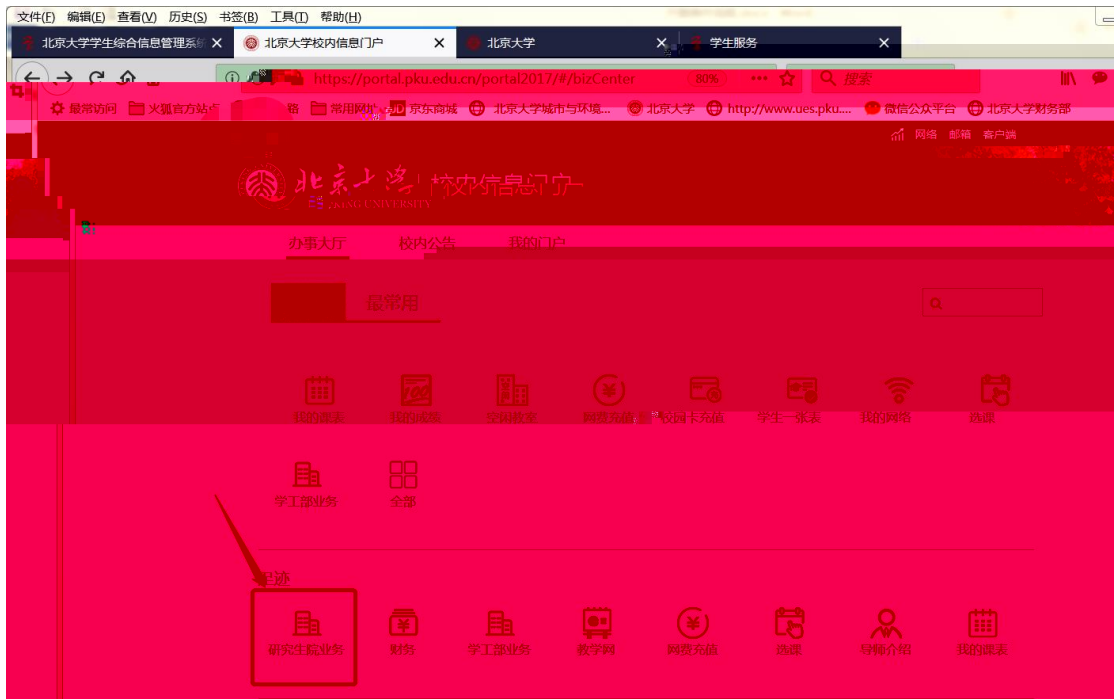 文件(F) 编辑(E) 查看(V) 历史(S) 书签(B) 工具(T) 帮助(H)
北京大学学生综合信息管理系统 北京大学校内信息门户 北京大学 学生服务
https://portal.pku.edu.cn/portal2017/#/bizCenter 80% 搜索
最常访问 火狐官方站点 常用网址 JD 京东商城 北京大学城市与环境... 北京大学 http://www.ues.pku.... 微信公众平台 北京大学财务部
网络 邮箱 客户端
北京大学 校内信息门户
PEKING UNIVERSITY
办事大厅 校内公告 我的门户
最常用
我的课表 我的成绩 空闲教室 网费充值 校园卡充值 学生一张表 我的网络 选课
学工部业务 全部
足迹
研究生院业务 财务 学工部业务 教学网 网费充值 选课 导师介绍 我的课表